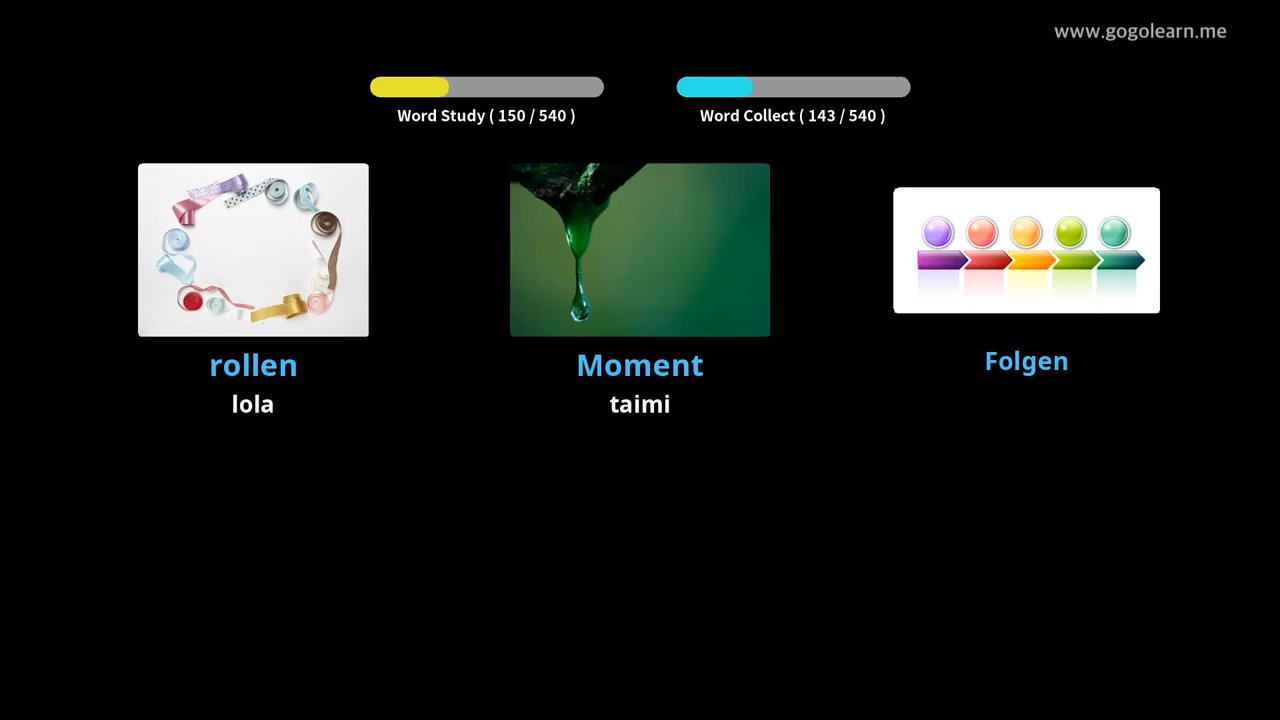 www.gogolearn.me
Word Study ( 150 / 540 )
Word Collect ( 143 / 540 )
rollen
Moment
Folgen
lola
taimi